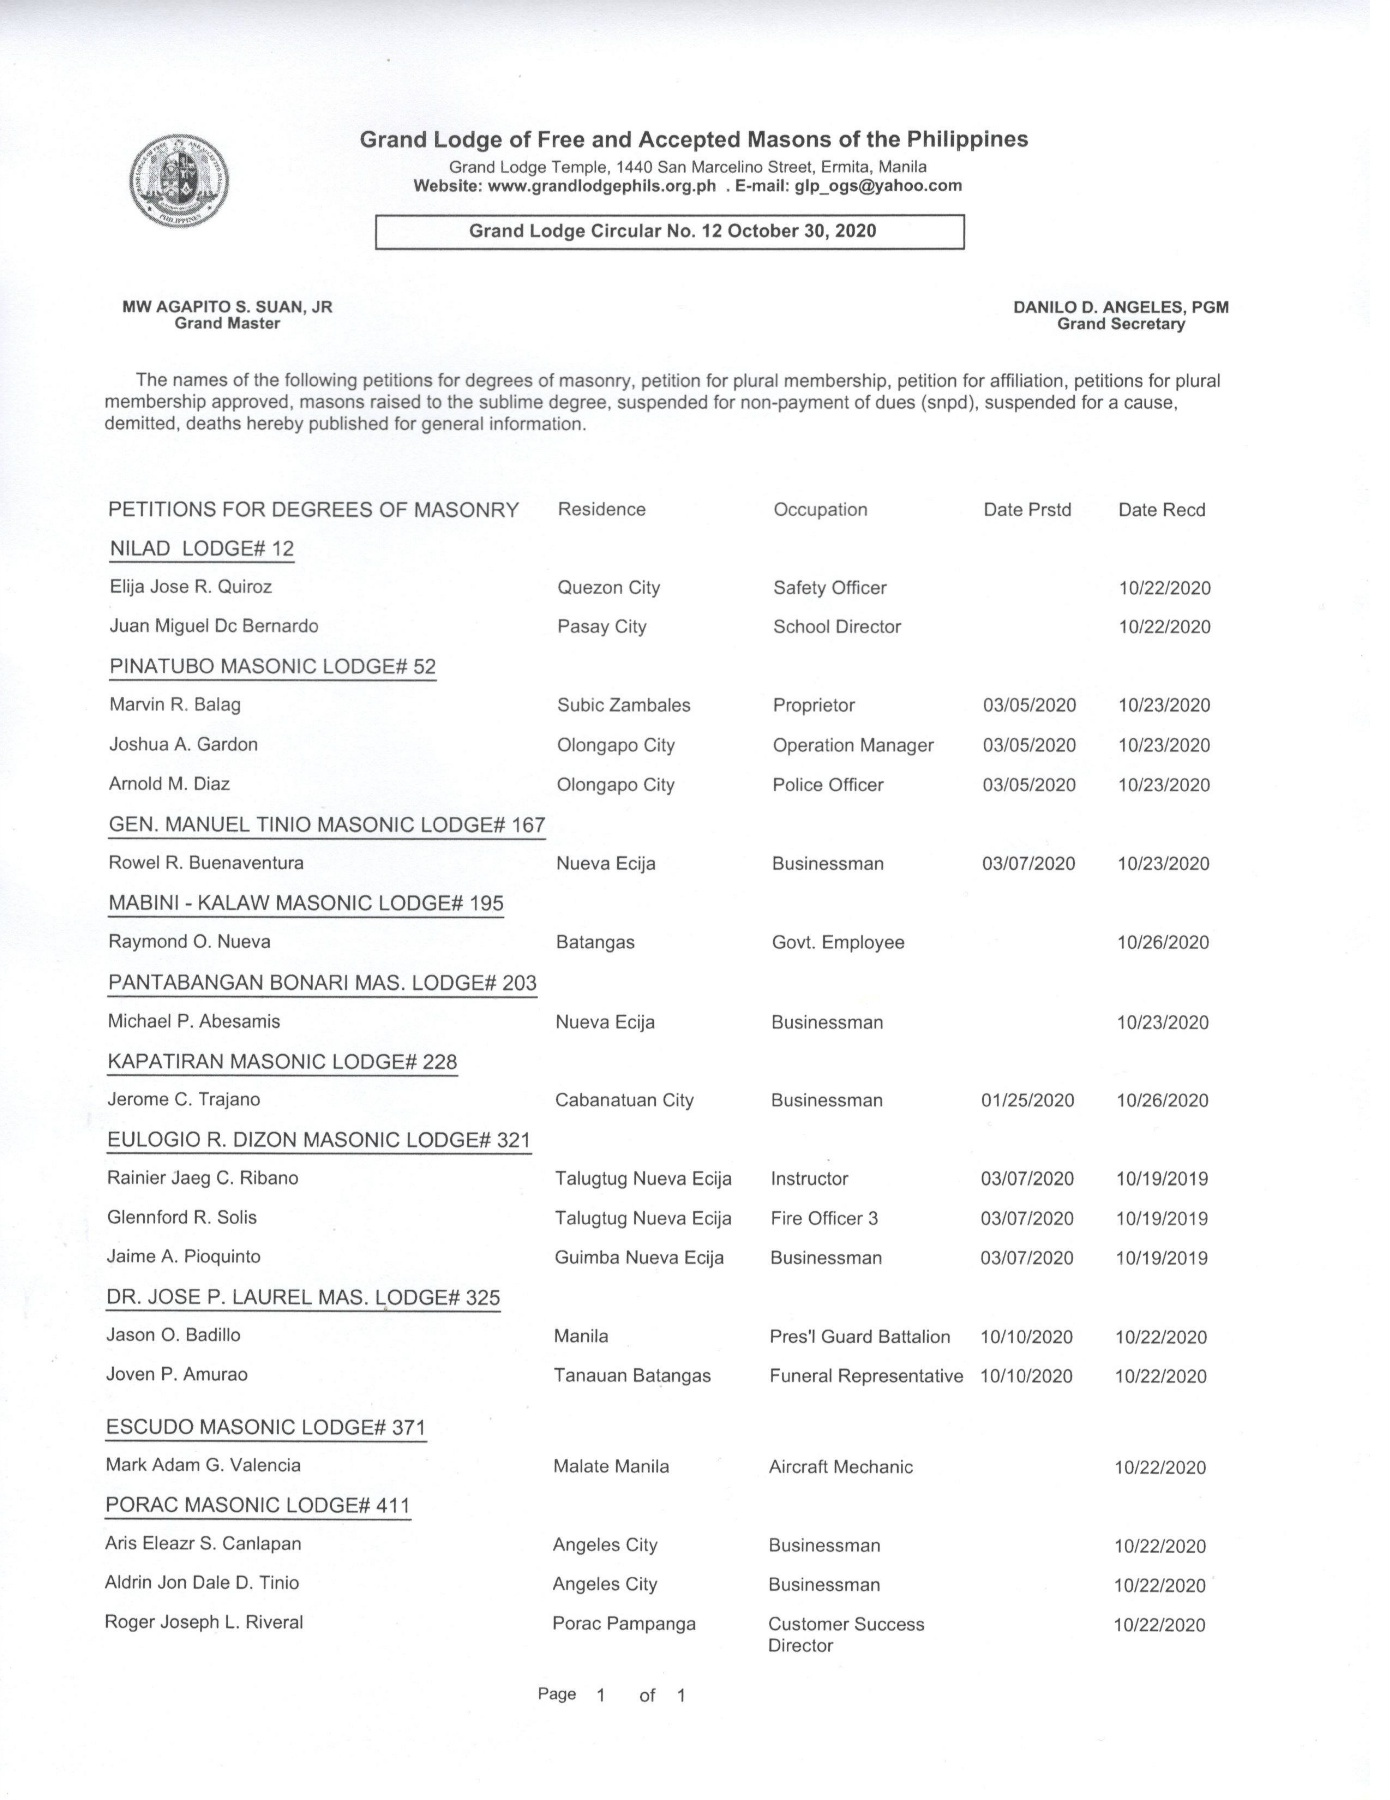 Grand Lodge of Free and Accepted Masons of the Philippines
Grand Lodge Temple, 1440 San Marcelino Street, Ermita, Manila
Website: www.grandlodgephils.org.ph . E-mail: glp_ogs@yahoo.com
Grand Lodge Circular No. 12 October 30, 2020
PHILIPPINES
MW AGAPITO S. SUAN, JR DANILO D. ANGELES, PGM
Grand Master Grand Secretary
The names of the following petitions for degrees of masonry, petition for plural membership, petition for affiliation, petitions for plural
membership approved, masons raised to the sublime degree, suspended for non-payment of dues (snpd), suspended for a cause,
demitted, deaths hereby published for general information.
PETITIONS FOR DEGREES OF MASONRY Residence Occupation Date Prstd Date Recd
NILAD LODGE# 12
Elija Jose R. Quiroz Quezon City Safety Officer 10/22/2020
Juan Miguel Dc Bernardo Pasay City School Director 10/22/2020
PINATUBO MASONIC LODGE# 52
Marvin R. Balag Subic Zambales Proprietor 03/05/2020 10/23/2020
Joshua A. Gardon Olongapo City Operation Manager 03/05/2020 10/23/2020
Arnold M. Diaz Olongapo City Police Officer 03/05/2020 10/23/2020
GEN. MANUEL TINIO MASONIC LODGE# 167
Rowel R. Buenaventura Nueva Ecija Businessman 03/07/2020 10/23/2020
MABINI - KALAW MASONIC LODGE# 195
Raymond O. Nueva Batangas Govt. Employee 10/26/2020
PANTABANGAN BONARI MAS. LODGE# 203
Michael P. Abesamis Nueva Ecija Businessman 10/23/2020
KAPATIRAN MASONIC LODGE# 228
Jerome C. Trajano Cabanatuan City Businessman 01/25/2020 10/26/2020
EULOGIO R. DIZON MASONIC LODGE# 321
Rainier Jaeg C. Ribano Talugtug Nueva Ecija Instructor 03/07/2020 10/19/2019
Glennford R. Solis Talugtug Nueva Ecija Fire Officer 3 03/07/2020 10/19/2019
Jaime A. Pioquinto Guimba Nueva Ecija Businessman 03/07/2020 10/19/2019
DR. JOSE P. LAUREL MAS. LODGE# 325
Jason O. Badillo Manila Pres'l Guard Battalion 10/10/2020 10/22/2020
Joven P. Amurao Tanauan Batangas Funeral Representative 10/10/2020 10/22/2020
ESCUDO MASONIC LODGE# 371
Mark Adam G. Valencia Malate Manila Aircraft Mechanic 10/22/2020
PORAC MASONIC LODGE# 411
Aris Eleazr S. Canlapan Angeles City Businessman 10/22/2020
Aldrin Jon Dale D. Tinio Angeles City Businessman 10/22/2020
Roger Joseph L. Riveral Porac Pampanga Customer Success 10/22/2020
Director
Page 1 of 1